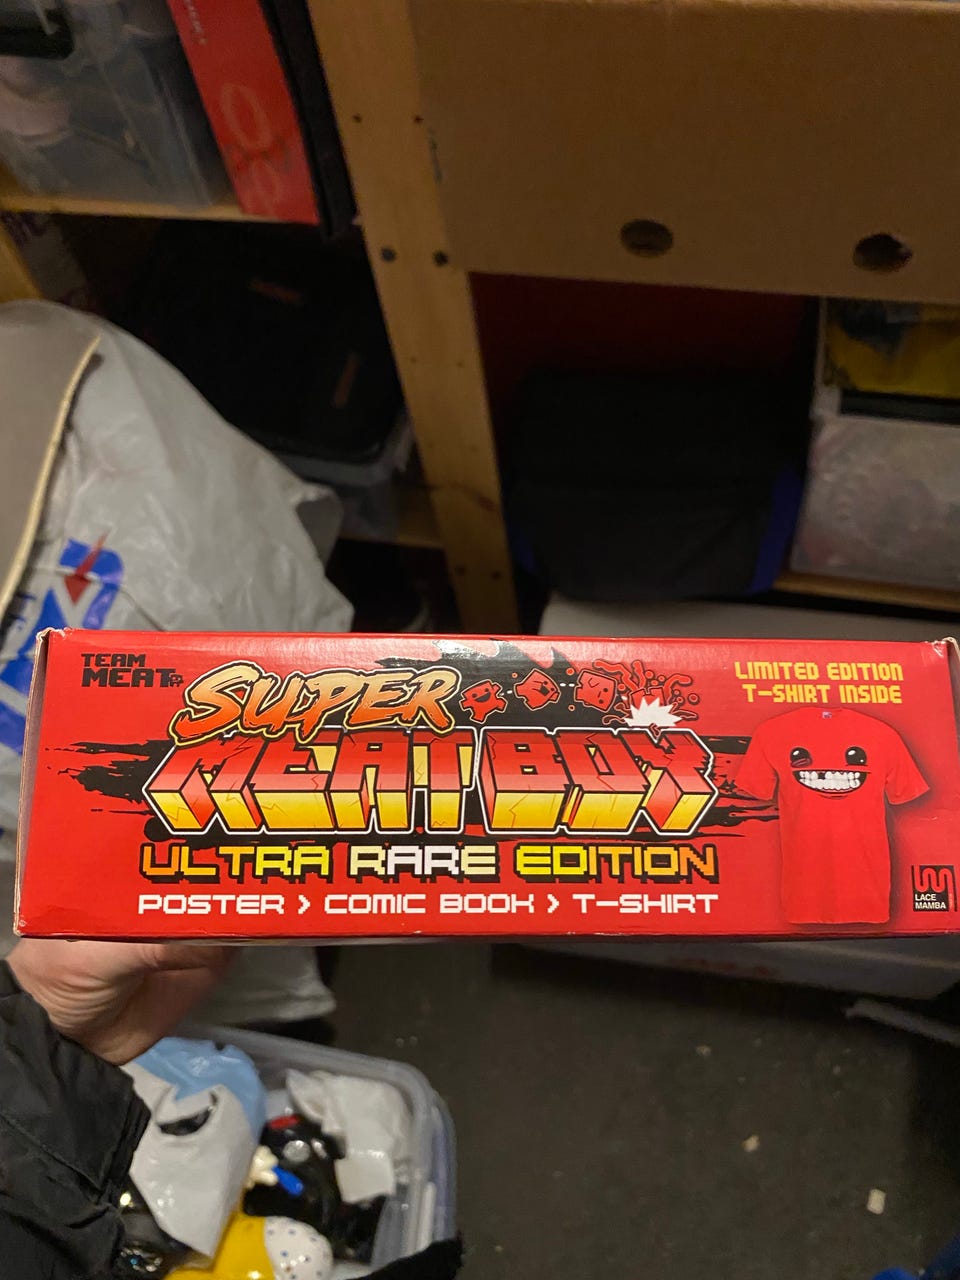 TEAM
MEAT
SUPER
MEAT BOY
ULTRA RARE EDITION
POSTER > COMIC BOOK > T-SHIRT
LIMITED EDITION
T-SHIRT INSIDE
LACE
MAMBA